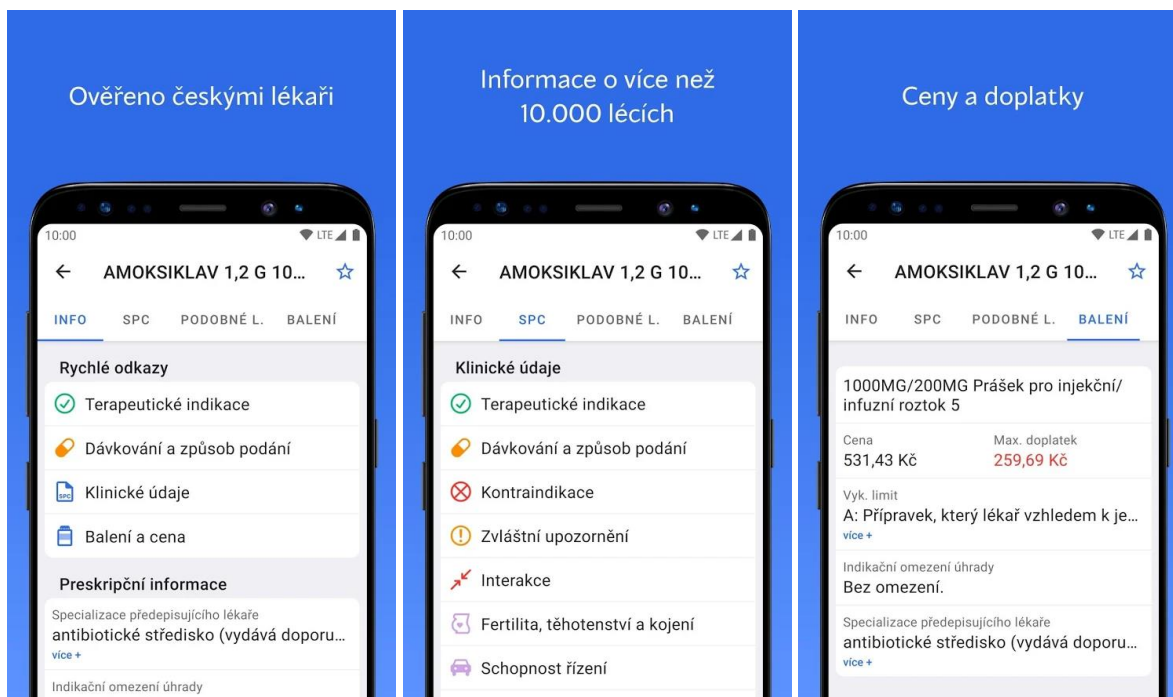 Ověřeno českými lékaři
10:00
LTE
AMOKSIKLAV 1,2 G 10...
INFO SPC PODOBNÉ L. BALENÍ
Rychlé odkazy
Terapeutické indikace
Dávkování a způsob podání
SPC
Klinické údaje
Balení a cena
Preskripční informace
Specializace předepisujícího lékaře
antibiotické středisko (vydává doporu...
více +
Indikační omezení úhrady
Informace o více než
10.000 lécích
10:00
LTE
AMOKSIKLAV 1,2 G 10...
INFO SPC PODOBNÉ L. BALENÍ
Klinické údaje
Terapeutické indikace
Dávkování a způsob podání
Kontraindikace
Zvláštní upozornění
Interakce
Fertilita, těhotenství a kojení
Schopnost řízení
Ceny a doplatky
10:00
LTE
AMOKSIKLAV 1,2 G 10...
INFO SPC PODOBNÉ L. BALENÍ
1000MG/200MG Prášek pro injekční/
infuzní roztok 5
Cena Max. doplatek
531,43 Kč 259,69 Kč
Vyk. limit
A: Přípravek, který lékař vzhledem k je...
více +
Indikační omezení úhrady
Bez omezení.
Specializace předepisujícího lékaře
antibiotické středisko (vydává doporu...
více +